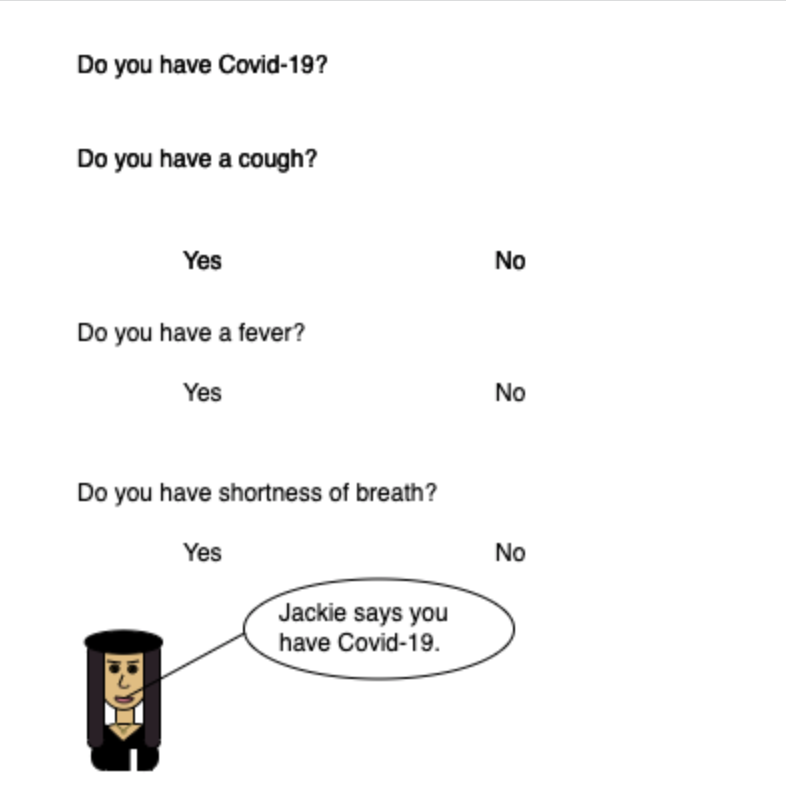 Do you have Covid-19?
Do you have a cough?
Yes No
Do you have a fever?
Yes No
Do you have shortness of breath?
Yes No
Jackie says you
have Covid-19.